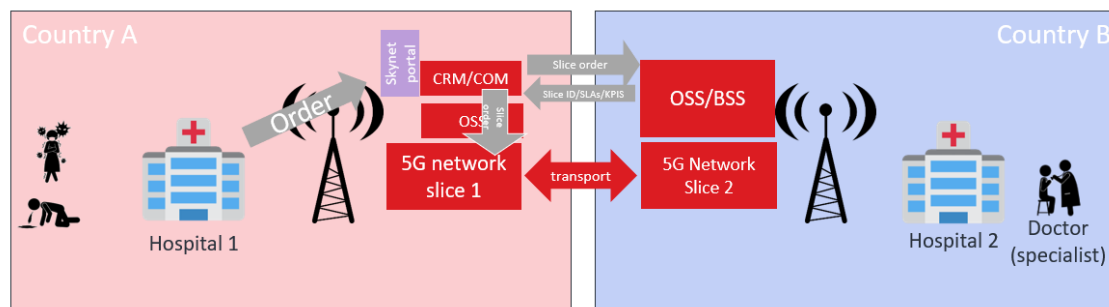 Country A
Country B
Skynet
portal
CRM/COM
Slice order
Slice ID/SLAs/KPIS
OSS/BSS
Order
OSS
Slice
order
5G network
slice 1
transport
5G Network
Slice 2
Hospital 1
Hospital 2
Doctor
(specialist)